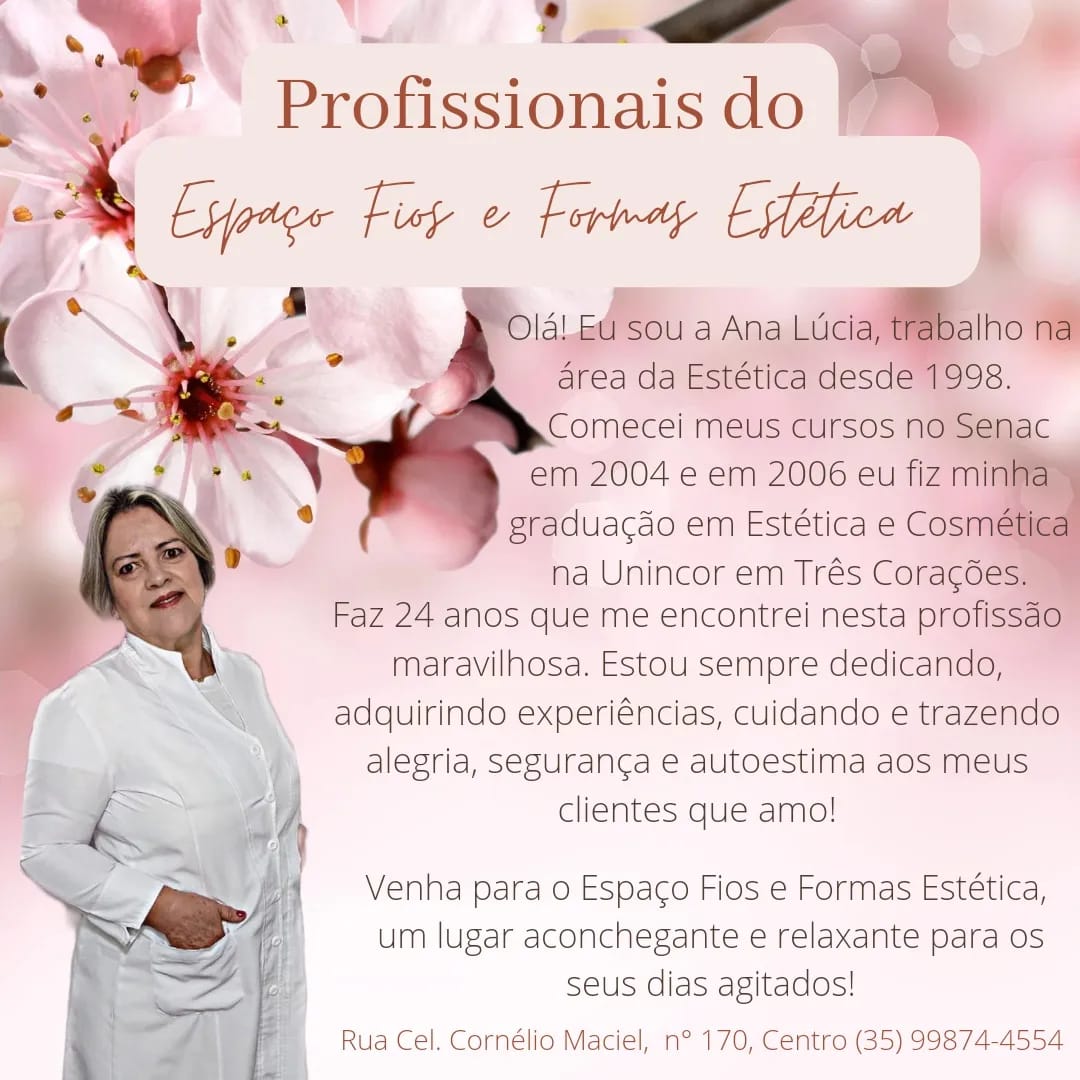 Profissionais do
Espaço Fios e Formas Estética
Olá! Eu sou a Ana Lúcia, trabalho na
área da Estética desde 1998.
Comecei meus cursos no Senac
em 2004 e em 2006 eu fiz minha
graduação em Estética e Cosmética
na Unincor em Três Corações.
Faz 24 anos que me encontrei nesta profissão
maravilhosa. Estou sempre dedicando,
adquirindo experiências, cuidando e trazendo
alegria, segurança e autoestima aos meus
clientes que amo!
Venha para o Espaço Fios e Formas Estética,
um lugar aconchegante e relaxante para os
seus dias agitados!
Rua Cel. Cornélio Maciel, n° 170, Centro (35) 99874-4554